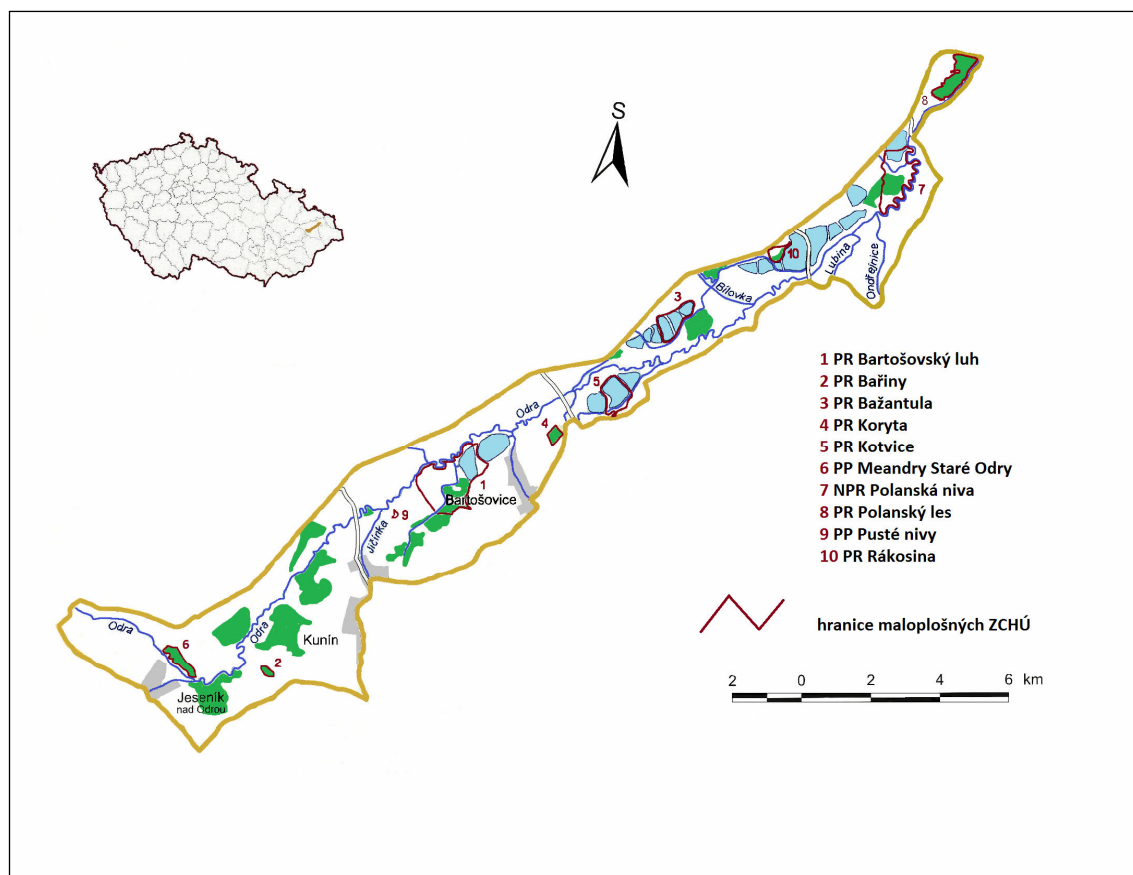 S
8
7
10
Lubina
Ondřejnice
Bílovka
3
5
Odra
4
1
Bartošovice
9
Jičínka
Odra
6
Odra
Kunín
2
Jeseník
nad Odrou
1 PR Bartošovský luh
2 PR Bařiny
3 PR Bažantula
4 PR Koryta
5 PR Kotvice
6 PP Meandry Staré Odry
7 NPR Polanská niva
8 PR Polanský les
9 PP Pusté nivy
10 PR Rákosina
hranice maloplošných ZCHÚ
2 0 2 4 6 km